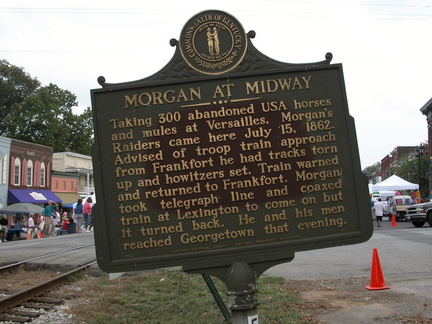 COMMONWEALTH OF KENTUCKY
MORGAN AT MIDWAY
Taking 300 abandoned USA horses
and mules at Versailles, Morgan's
Raiders came here July 15, 1862.
Advised of troop train approach
from Frankfort he had tracks torn
up and howitzers set. Train warned
and returned to Frankfort. Morgan
took telegraph line and coaxed
train at Lexington to come on but
it turned back. He and his men
reached Georgetown that evening.